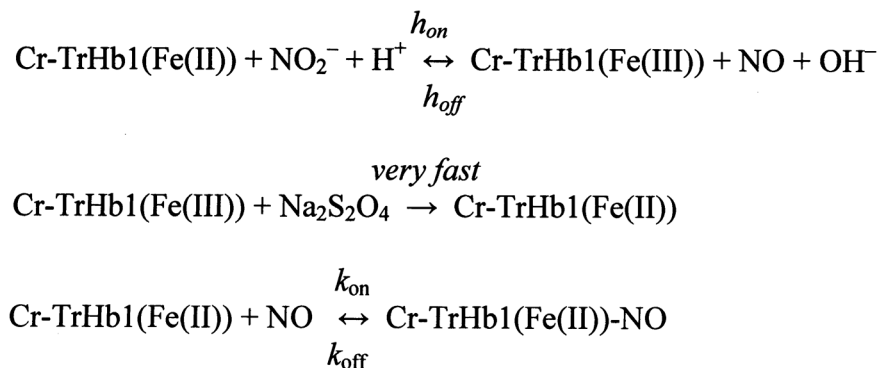 h_on
Cr-TrHb1(Fe(II)) + NO₂⁻ + H⁺ ↔ Cr-TrHb1(Fe(III)) + NO + OH⁻
h_off
very fast
Cr-TrHb1(Fe(III)) + Na₂S₂O₄ → Cr-TrHb1(Fe(II))
k_on
Cr-TrHb1(Fe(II)) + NO ↔ Cr-TrHb1(Fe(II))-NO
k_off